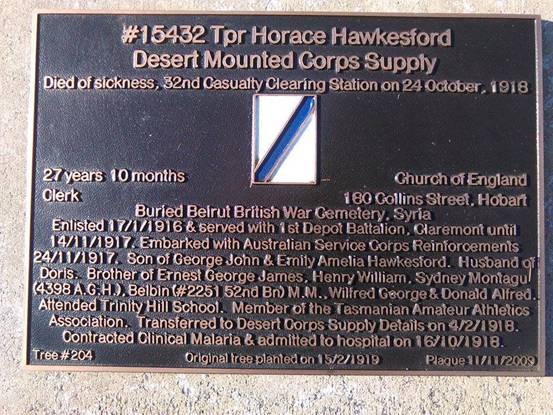 #15432 Tpr Horace Hawkesford
Desert Mounted Corps Supply
Died of sickness, 32nd Casualty Clearing Station on 24 October, 1918
27 years 10 months
Church of England
Clerk
160 Collins Street, Hobart
Buried Beirut British War Cemetery, Syria
Enlisted 17/1/1916 & served with 1st Depot Battalion, Claremont until
14/11/1917. Embarked with Australian Service Corps Reinforcements
24/11/1917. Son of George John & Emily Amelia Hawkesford. Husband of
Doris. Brother of Ernest George James, Henry William, Sydney Montagu
(4398 A.G.H.), Belbin (#2251 52nd Bn) M.M., Wilfred George & Donald Alfred.
Attended Trinity Hill School. Member of the Tasmanian Amateur Athletics
Association. Transferred to Desert Corps Supply Details on 4/2/1918.
Contracted Clinical Malaria & admitted to hospital on 16/10/1918.
Tree #204
Original tree planted on 15/2/1919
Plaque 11/11/2009